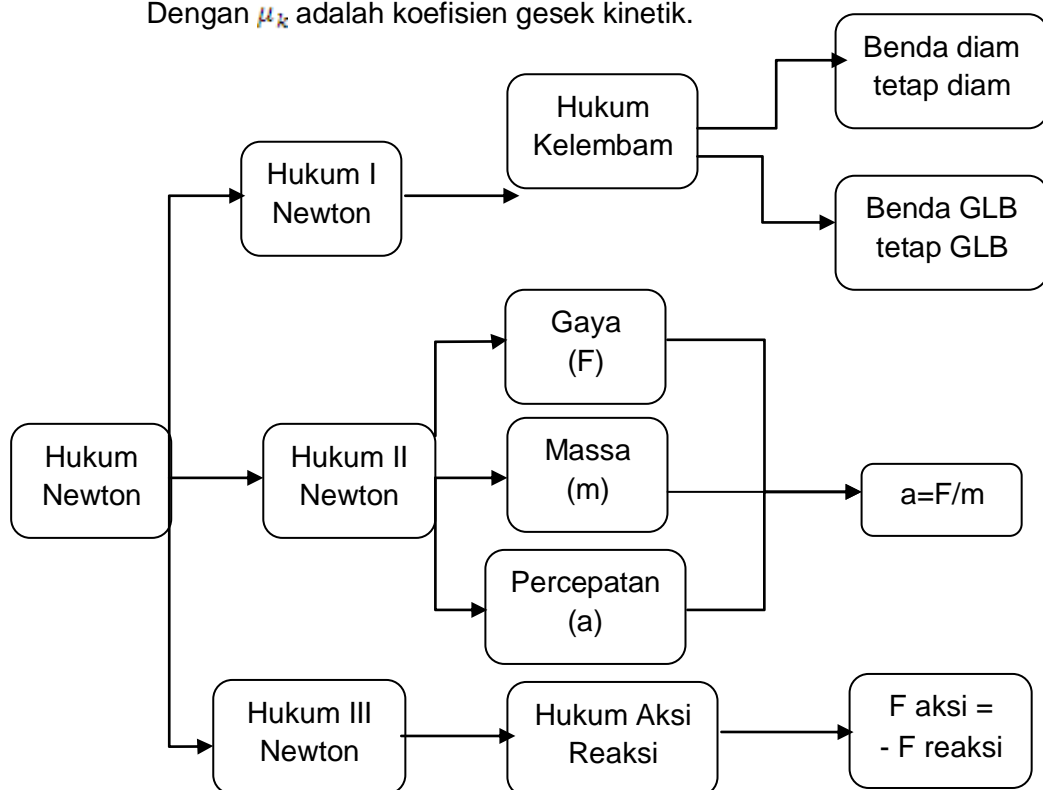 Dengan μk adalah koefisien gesek kinetik.
Benda diam
tetap diam
Hukum
Kelembam
Hukum I
Newton
Benda GLB
tetap GLB
Gaya
(F)
Hukum
Newton
Hukum II
Newton
Massa
(m)
a=F/m
Percepatan
(a)
Hukum III
Newton
Hukum Aksi
Reaksi
F aksi =
- F reaksi